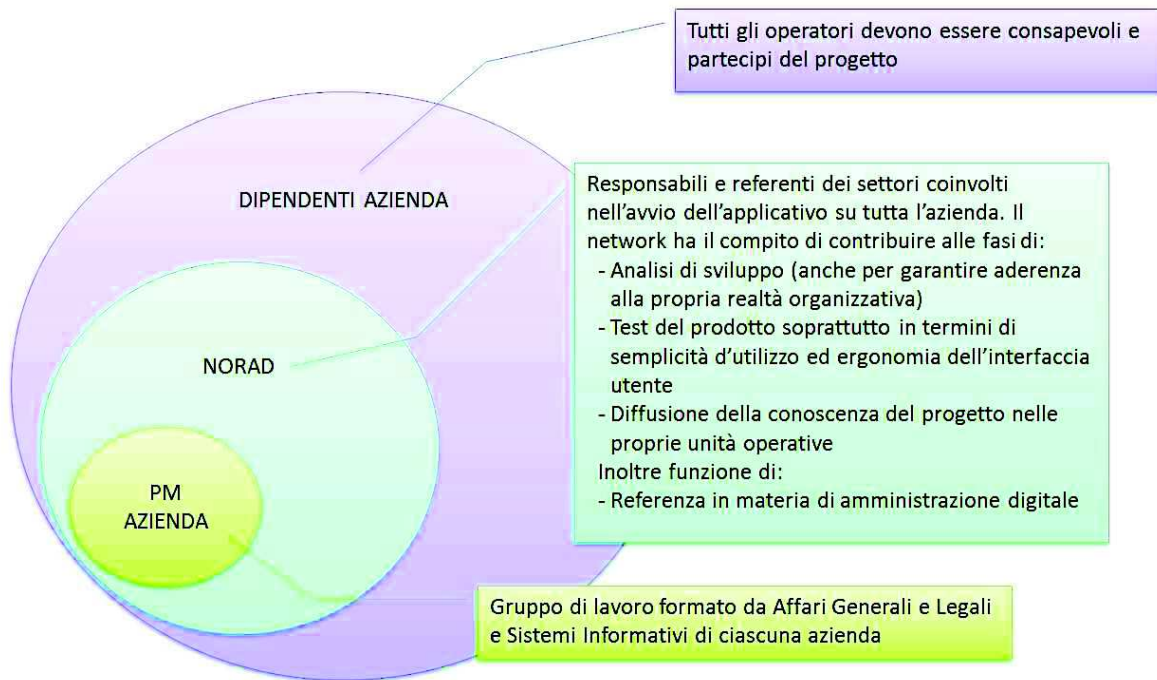 Tutti gli operatori devono essere consapevoli e
partecipi del progetto
DIPENDENTI AZIENDA
Responsabili e referenti dei settori coinvolti
nell'avvio dell'applicativo su tutta l'azienda. Il
network ha il compito di contribuire alle fasi di:
- Analisi di sviluppo (anche per garantire aderenza
alla propria realtà organizzativa)
- Test del prodotto soprattutto in termini di
semplicità d'utilizzo ed ergonomia dell'interfaccia
utente
- Diffusione della conoscenza del progetto nelle
proprie unità operative
Inoltre funzione di:
- Referenza in materia di amministrazione digitale
NORAD
PM
AZIENDA
Gruppo di lavoro formato da Affari Generali e Legali
e Sistemi Informativi di ciascuna azienda